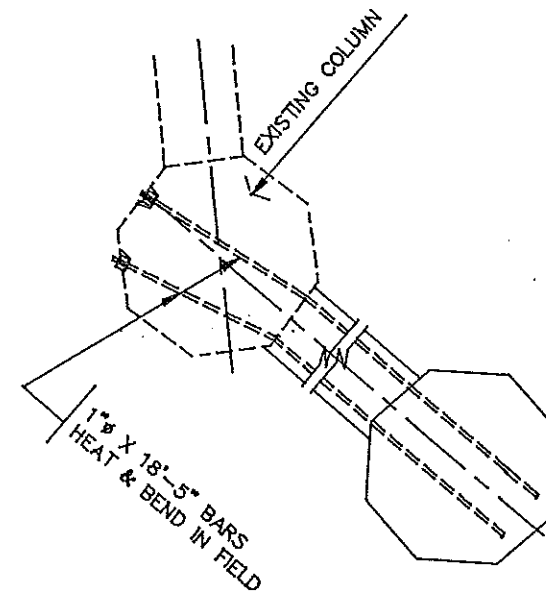 EXISTING COLUMN
1"ø X 18'-5" BARS
HEAT & BEND IN FIELD